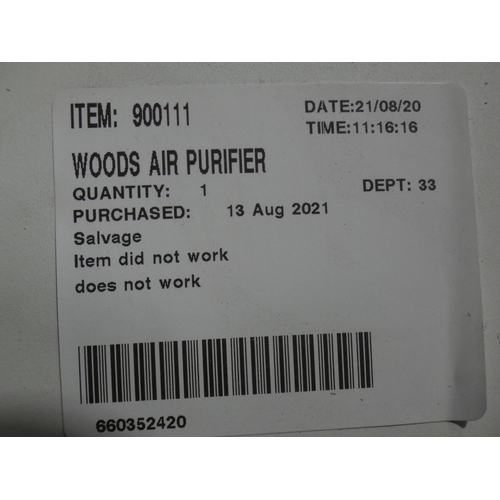 ITEM: 900111 DATE:21/08/20
TIME:11:16:16
WOODS AIR PURIFIER
QUANTITY: 1 DEPT: 33
PURCHASED: 13 Aug 2021
Salvage
Item did not work
does not work
660352420